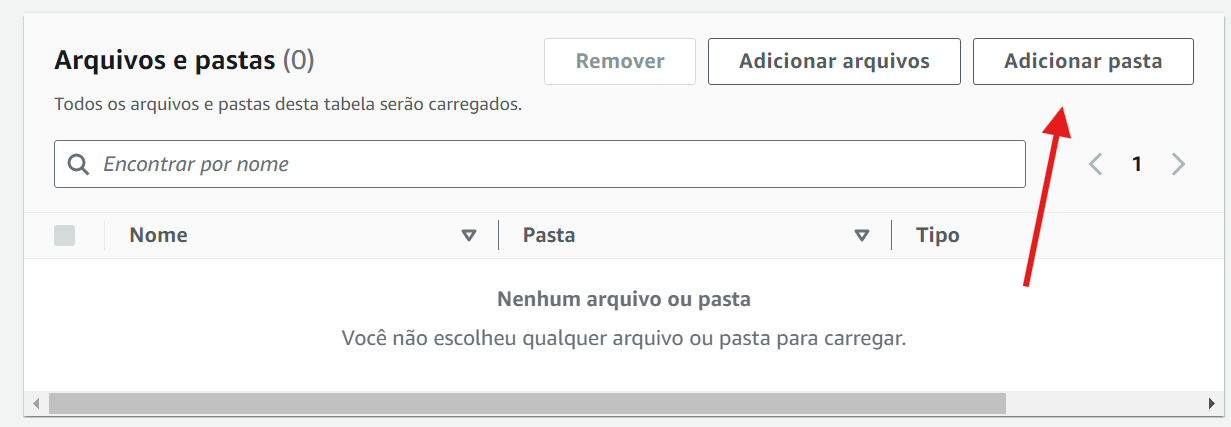 Arquivos e pastas (0)
Remover
Adicionar arquivos
Adicionar pasta
Todos os arquivos e pastas desta tabela serão carregados.
Encontrar por nome
1
Nome
Pasta
Tipo
Nenhum arquivo ou pasta
Você não escolheu qualquer arquivo ou pasta para carregar.